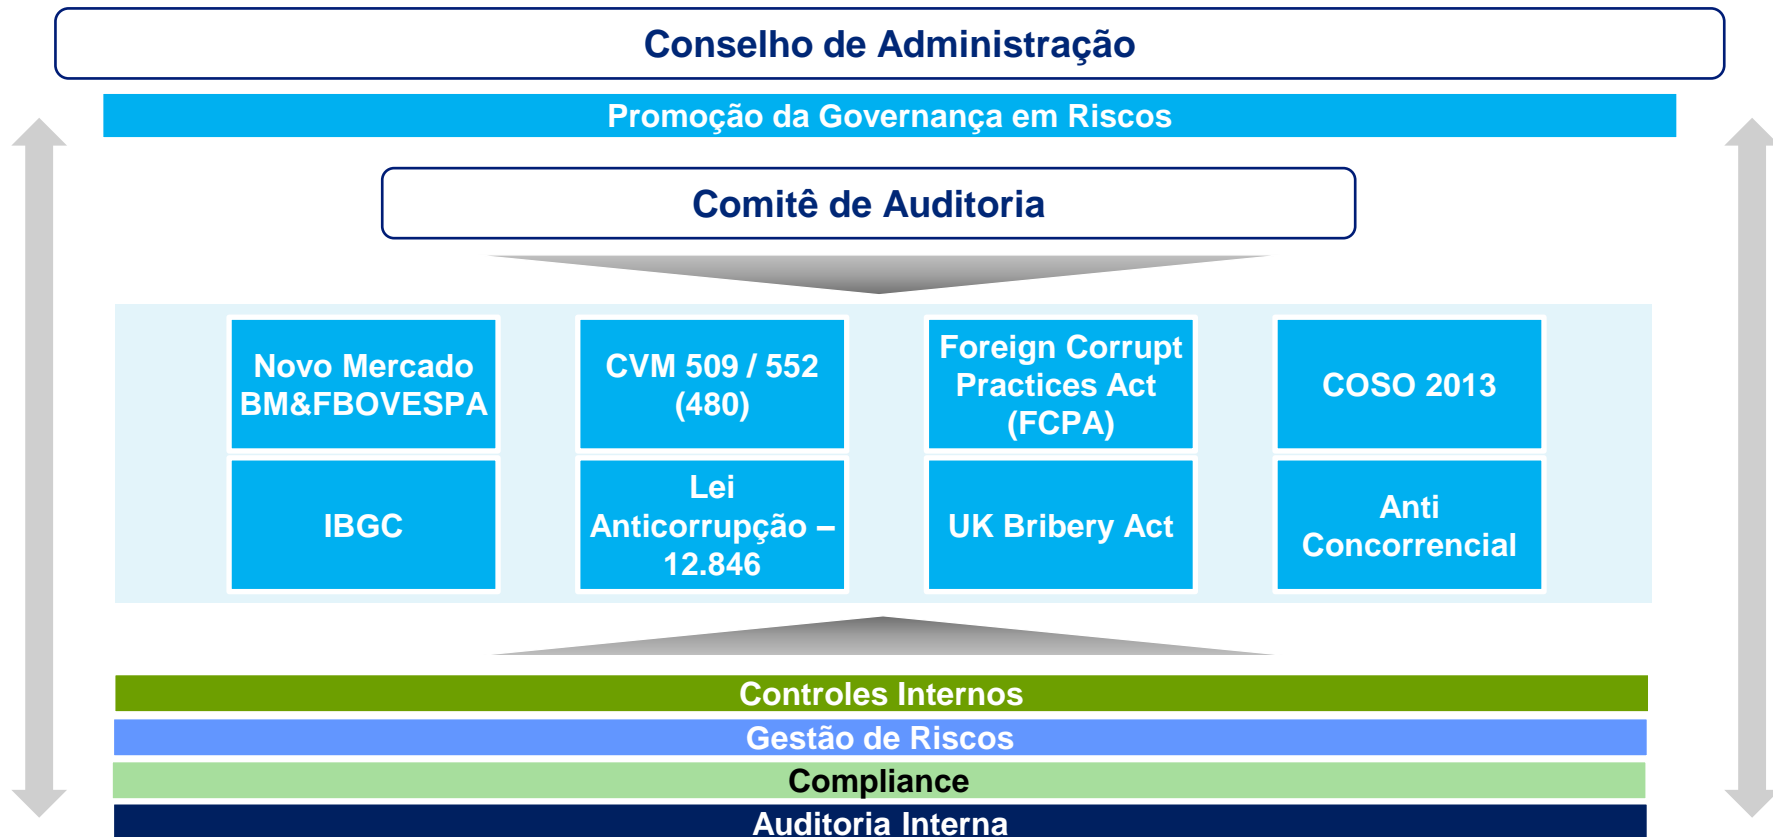 Conselho de Administração
Promoção da Governança em Riscos
Comitê de Auditoria
Novo Mercado
BM&FBOVESPA
CVM 509 / 552
(480)
Foreign Corrupt
Practices Act
(FCPA)
COSO 2013
IBGC
Lei
Anticorrupção –
12.846
UK Bribery Act
Anti
Concorrencial
Controles Internos
Gestão de Riscos
Compliance
Auditoria Interna